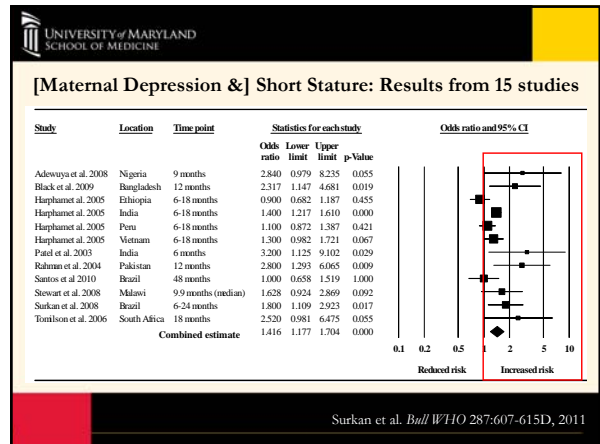 UNIVERSITY of MARYLAND
SCHOOL OF MEDICINE
[Maternal Depression &] Short Stature: Results from 15 studies
Study Location Time point Statistics for each study Odds ratio and 95% CI
Odds Lower Upper
ratio limit limit p-Value
Adewuya et al. 2008 Nigeria 9 months 2.840 0.979 8.235 0.055
Black et al. 2009 Bangladesh 12 months 2.317 1.147 4.681 0.019
Harpham et al. 2005 Ethiopia 6-18 months 0.900 0.682 1.187 0.455
Harpham et al. 2005 India 6-18 months 1.400 1.217 1.610 0.000
Harpham et al. 2005 Peru 6-18 months 1.100 0.872 1.387 0.421
Harpham et al. 2005 Vietnam 6-18 months 1.300 0.982 1.721 0.067
Patel et al. 2003 India 6 months 3.200 1.125 9.102 0.029
Rahman et al. 2004 Pakistan 12 months 2.800 1.293 6.065 0.009
Santos et al 2010 Brazil 48 months 1.000 0.658 1.519 1.000
Stewart et al. 2008 Malawi 9.9 months (median) 1.628 0.924 2.869 0.092
Surkan et al. 2008 Brazil 6-24 months 1.800 1.109 2.923 0.017
Tomilson et al. 2006 South Africa 18 months 2.520 0.981 6.475 0.055
Combined estimate 1.416 1.177 1.704 0.000
0.1 0.2 0.5 1 2 5 10
Reduced risk Increased risk
Surkan et al. Bull WHO 287:607-615D, 2011